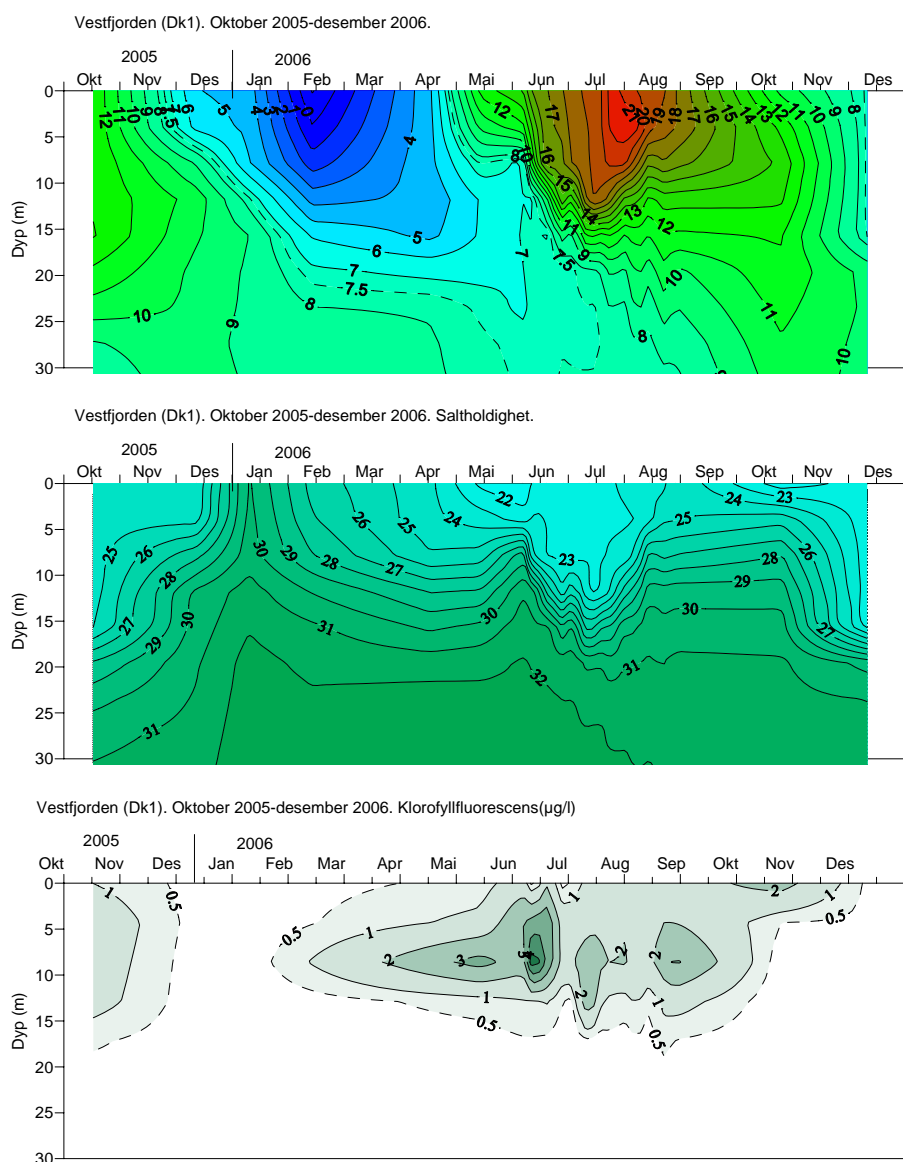 Vestfjorden (Dk1). Oktober 2005-desember 2006.
2005 2006
Okt Nov Des Jan Feb Mar Apr Mai Jun Jul Aug Sep Okt Nov Des
0
5
10
15
20
25
30
Dyp (m)
12 11 10 9 8 7.5 6 5 4 3 2 1 0 4 12 17 20 19 18 17 16 15 14 13 12 11 10 9 8
8 10 16
15
14 13
11 12
5
6 7 9
7 7.5 10
7.5
8 11
10 9 8
10
Vestfjorden (Dk1). Oktober 2005-desember 2006. Saltholdighet.
2005 2006
Okt Nov Des Jan Feb Mar Apr Mai Jun Jul Aug Sep Okt Nov Des
0
5
10
15
20
25
30
Dyp (m)
22 24 23
26 25 24 25
25 26 30 29 28 27 23 28 26
28 29
27 30 31 30 30 27
29 31
32
31
Vestfjorden (Dk1). Oktober 2005-desember 2006. Klorofyllfluorescens(µg/l)
2005 2006
Okt Nov Des Jan Feb Mar Apr Mai Jun Jul Aug Sep Okt Nov Des
0
5
10
15
20
25
30
Dyp (m)
1 0.5 1 2 1
0.5 1 0.5
2 3 3 2 2
1 2 1
0.5 0.5